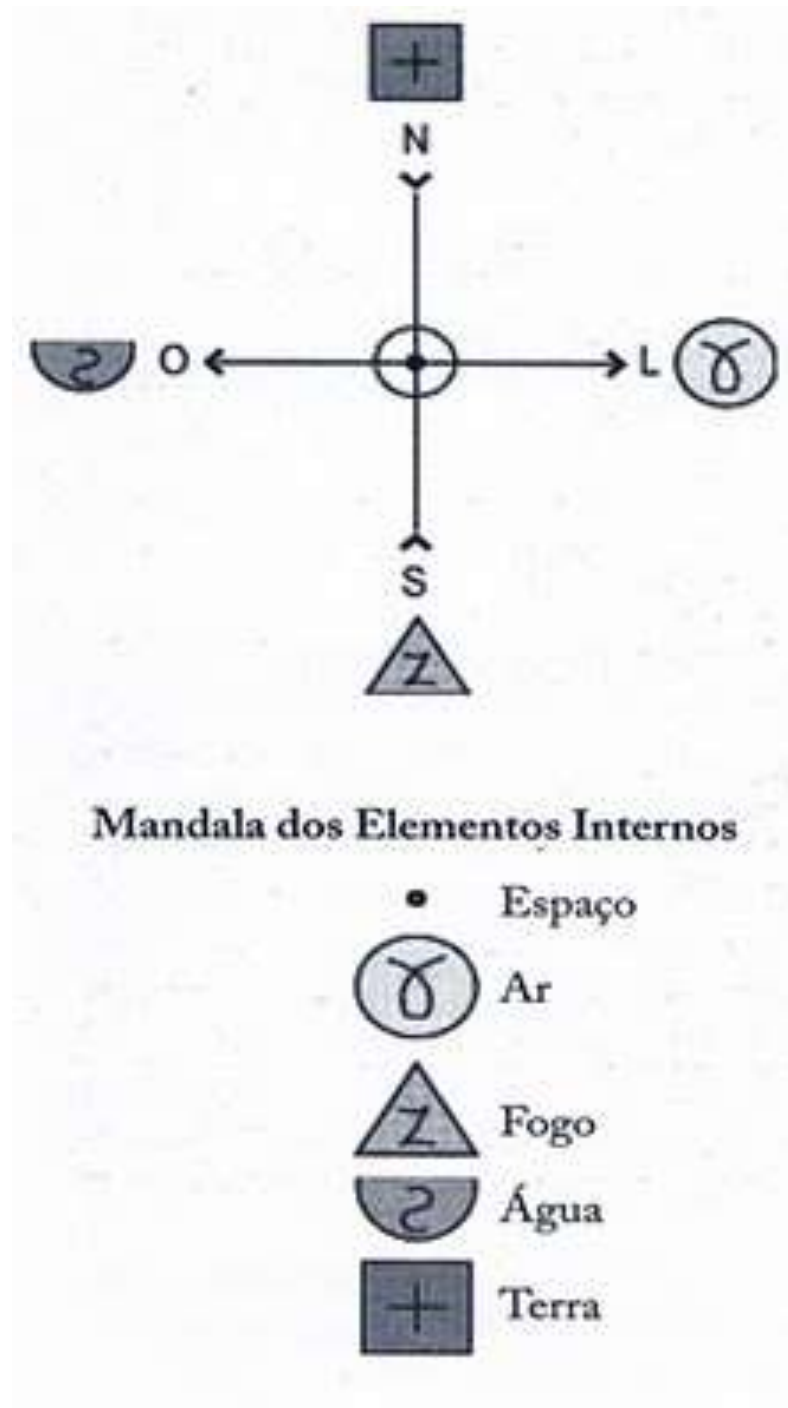 N
O L
S
Mandala dos Elementos Internos
Espaço
Ar
Z Fogo
Água
Terra